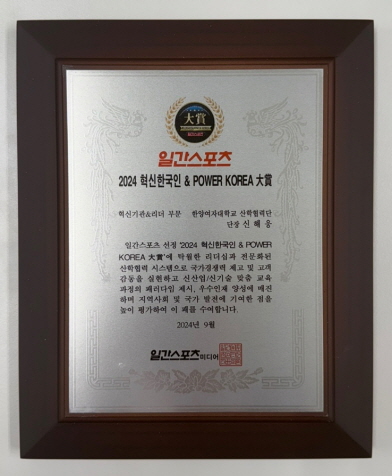 大賞
일간스포츠
2024 혁신한국인 & POWER KOREA 大賞
혁신기관&리더 부문 한양여자대학교 산학협력단
단장 신해웅
일간스포츠 선정 '2024 혁신한국인 & POWER
KOREA 大賞'에 탁월한 리더십과 전문화된
산학협력 시스템으로 국가경쟁력 제고 및 고객
감동을 실현하고 신산업/신기술 맞춤 교육
과정의 패러다임 제시, 우수인재 양성에 매진
하며 지역사회 및 국가 발전에 기여한 점을
높이 평가하여 이 패를 수여합니다.
2024년 9월
일간스포츠미디어